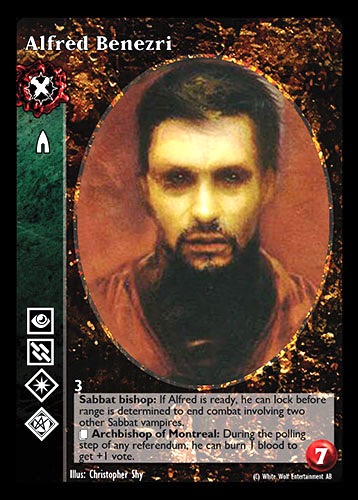 Alfred Benezri
3
Sabbat bishop: If Alfred is ready, he can lock before
range is determined to end combat involving two
other Sabbat vampires.
Archbishop of Montreal: During the polling
step of any referendum, he can burn 1 blood to
get +1 vote.
7
Illus: Christopher Shy
(C) White Wolf Entertainment AB